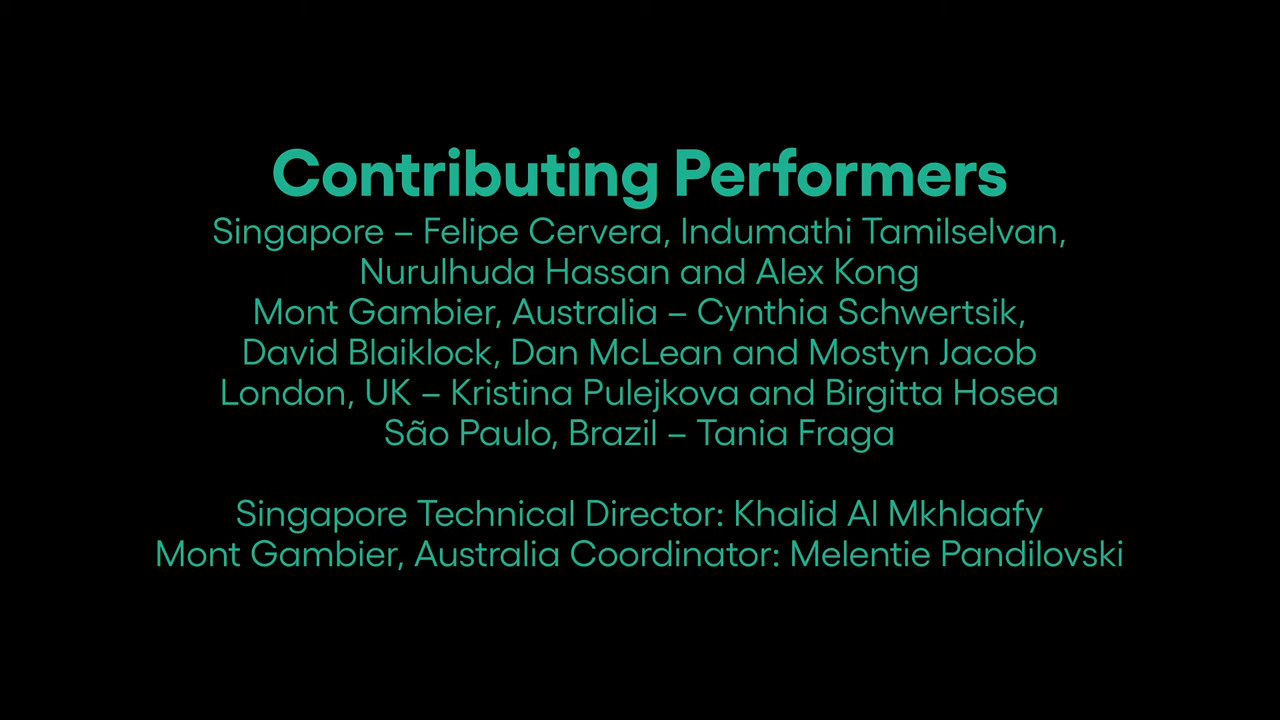 Contributing Performers
Singapore – Felipe Cervera, Indumathi Tamilselvan,
Nurulhuda Hassan and Alex Kong
Mont Gambier, Australia – Cynthia Schwertsik,
David Blaiklock, Dan McLean and Mostyn Jacob
London, UK – Kristina Pulejkova and Birgitta Hosea
São Paulo, Brazil – Tania Fraga
Singapore Technical Director: Khalid Al Mkhlaafy
Mont Gambier, Australia Coordinator: Melentie Pandilovski